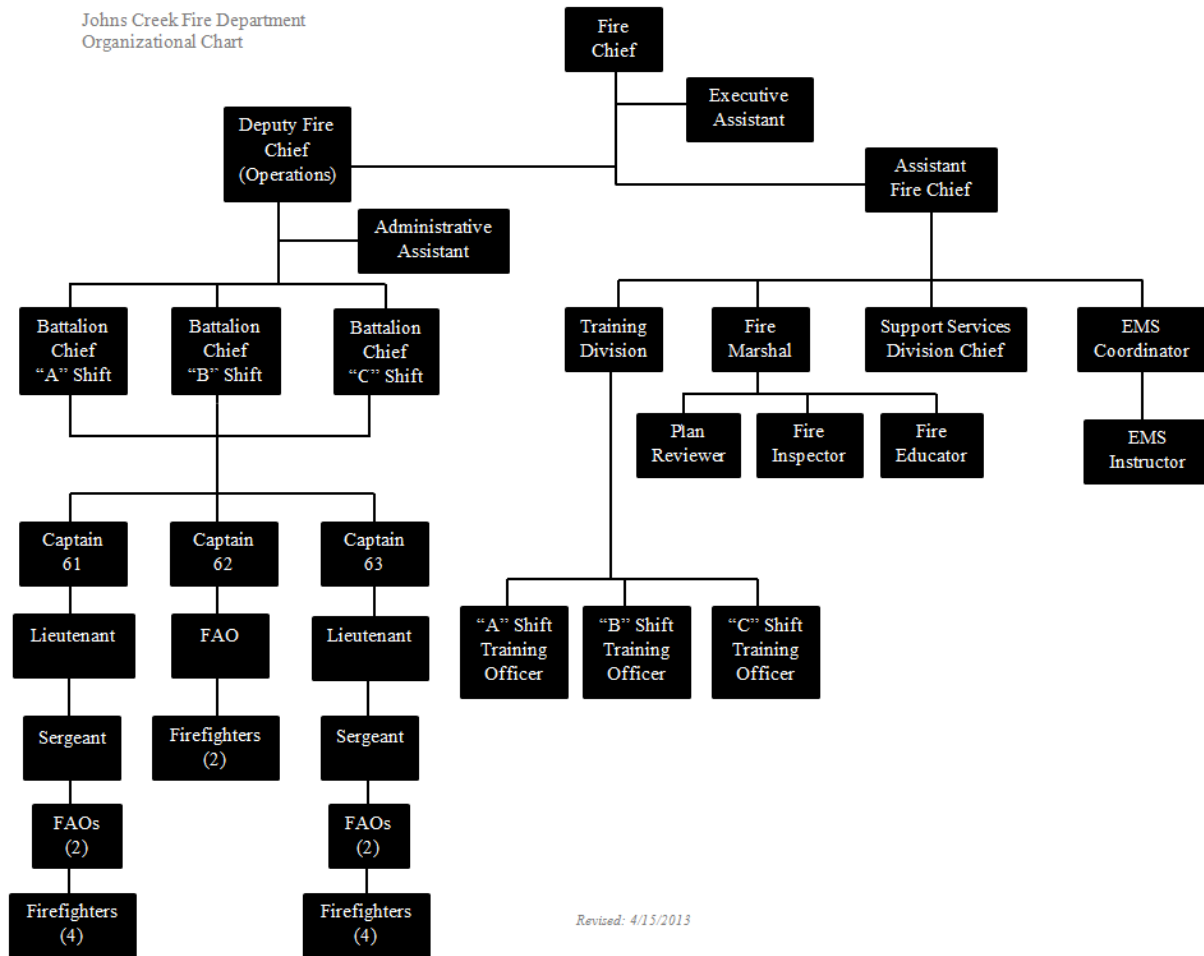 Johns Creek Fire Department
Organizational Chart
Fire
Chief
Executive
Assistant
Deputy Fire
Chief
(Operations)
Assistant
Fire Chief
Administrative
Assistant
Battalion
Chief
“A” Shift
Battalion
Chief
“B” Shift
Battalion
Chief
“C” Shift
Training
Division
Fire
Marshal
Support Services
Division Chief
EMS
Coordinator
Plan
Reviewer
Fire
Inspector
Fire
Educator
EMS
Instructor
Captain
61
Captain
62
Captain
63
Lieutenant
FAO
Lieutenant
“A” Shift
Training
Officer
“B” Shift
Training
Officer
“C” Shift
Training
Officer
Sergeant
Firefighters
(2)
Sergeant
FAOs
(2)
FAOs
(2)
Firefighters
(4)
Firefighters
(4)
Revised: 4/15/2013